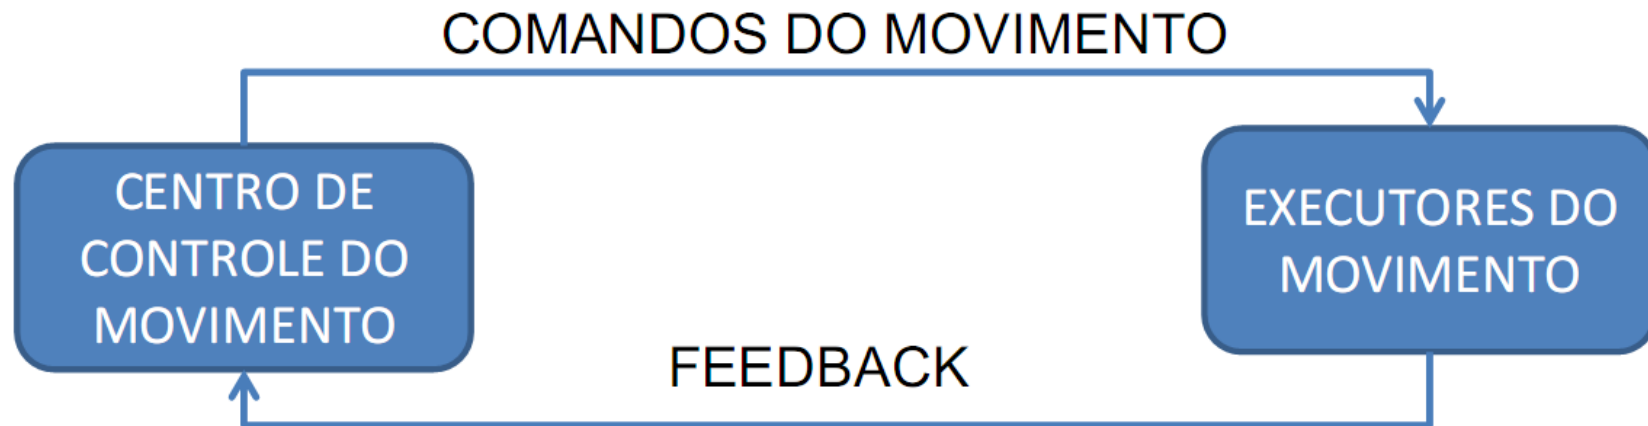 COMANDOS DO MOVIMENTO
CENTRO DE
CONTROLE DO
MOVIMENTO
EXECUTORES DO
MOVIMENTO
FEEDBACK